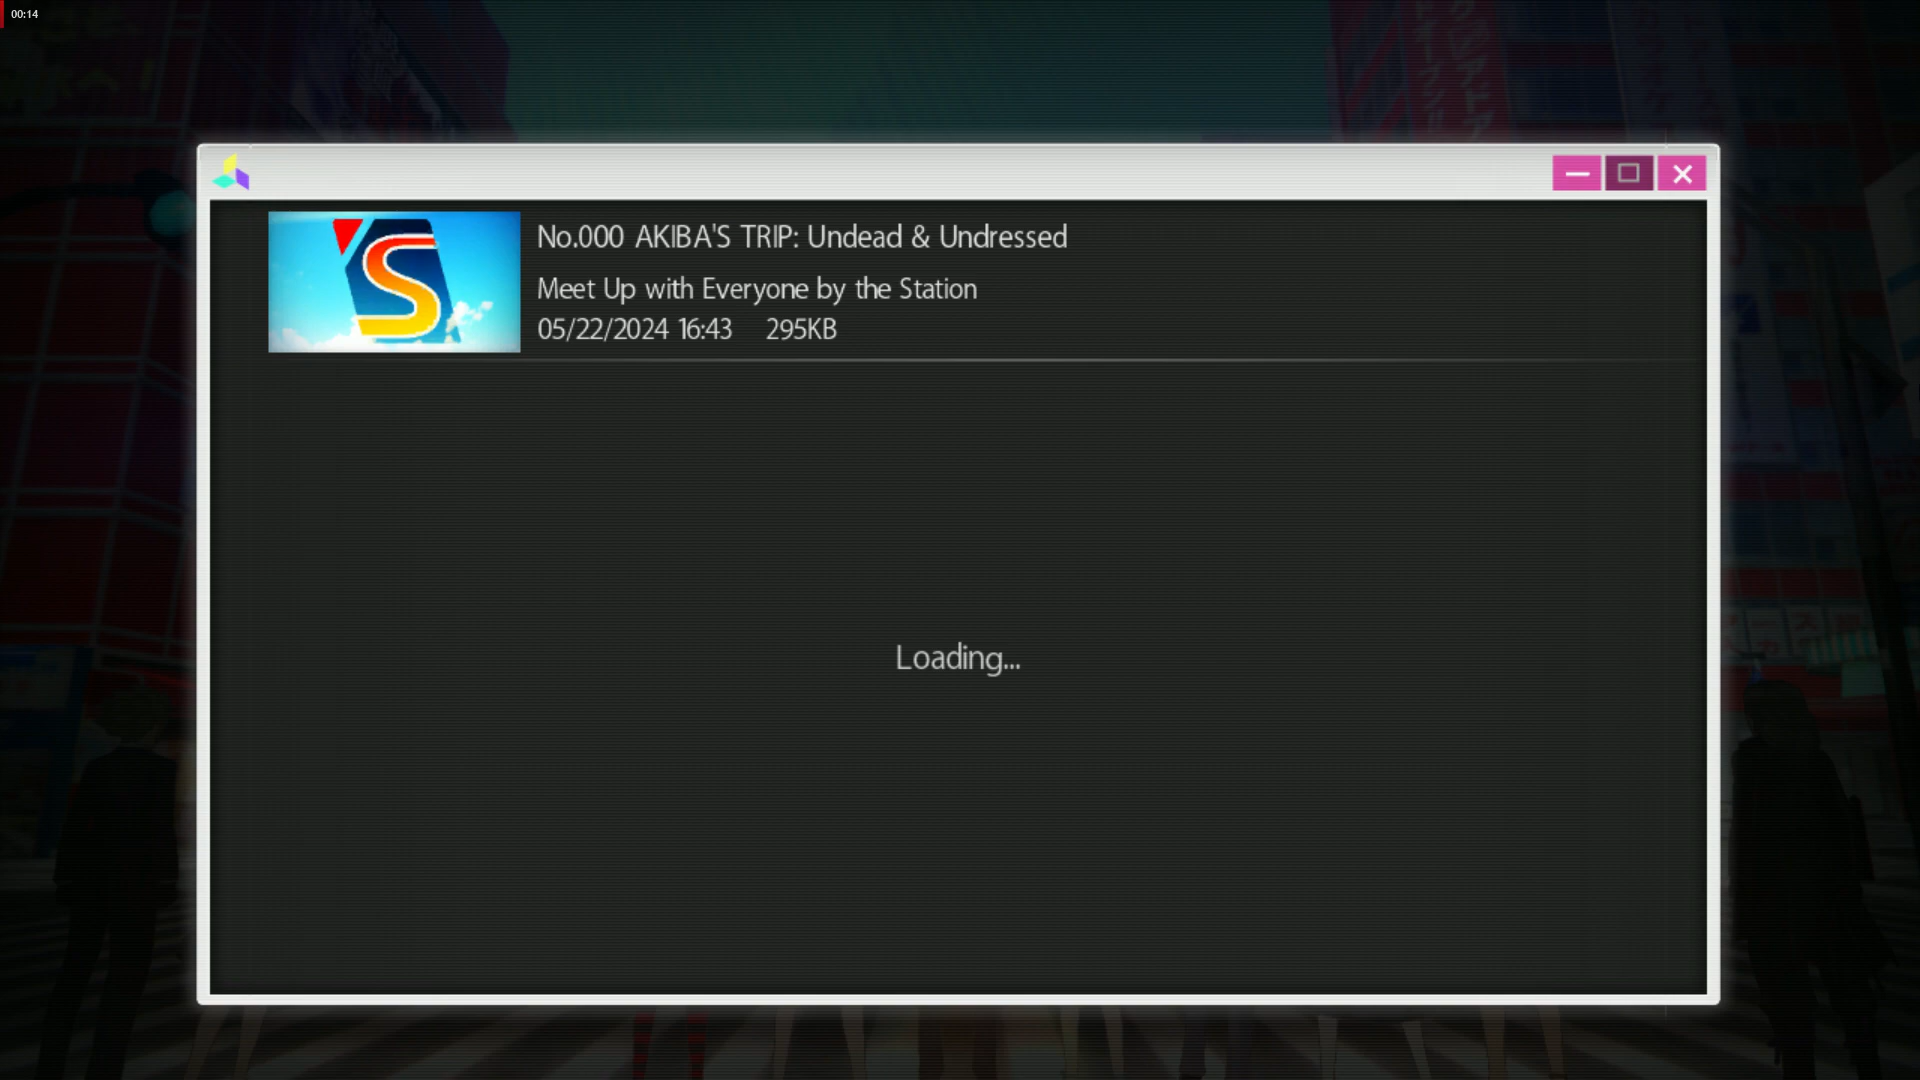 00:14
S
No.000 AKIBA'S TRIP: Undead & Undressed
Meet Up with Everyone by the Station
05/22/2024 16:43 295KB
Loading...